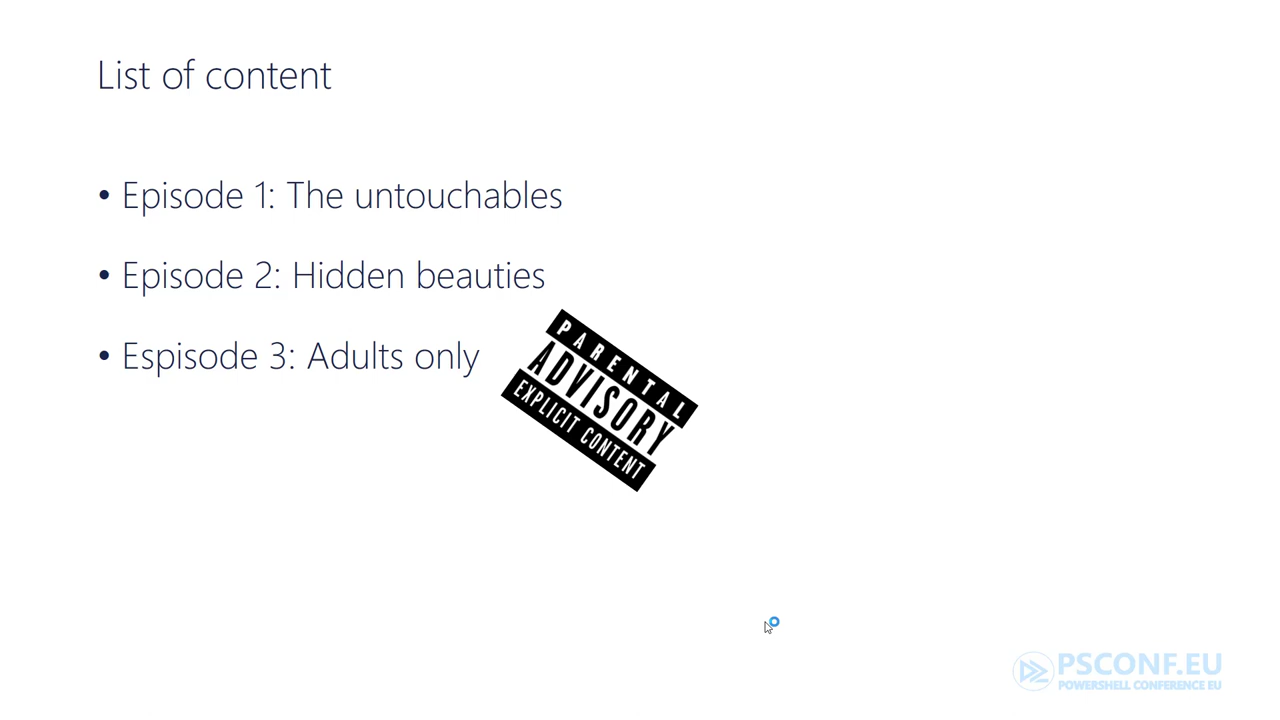 List of content
• Episode 1: The untouchables
• Episode 2: Hidden beauties
• Espisode 3: Adults only
PARENTAL
ADVISORY
EXPLICIT CONTENT
PSCONF.EU
POWERSHELL CONFERENCE EU